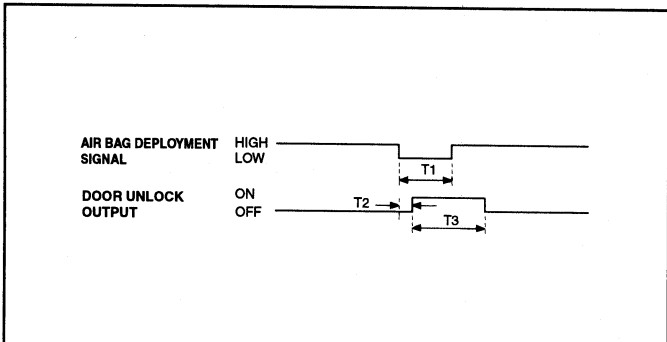 AIR BAG DEPLOYMENT HIGH
SIGNAL LOW
T1
DOOR UNLOCK ON
OUTPUT OFF
T2
T3